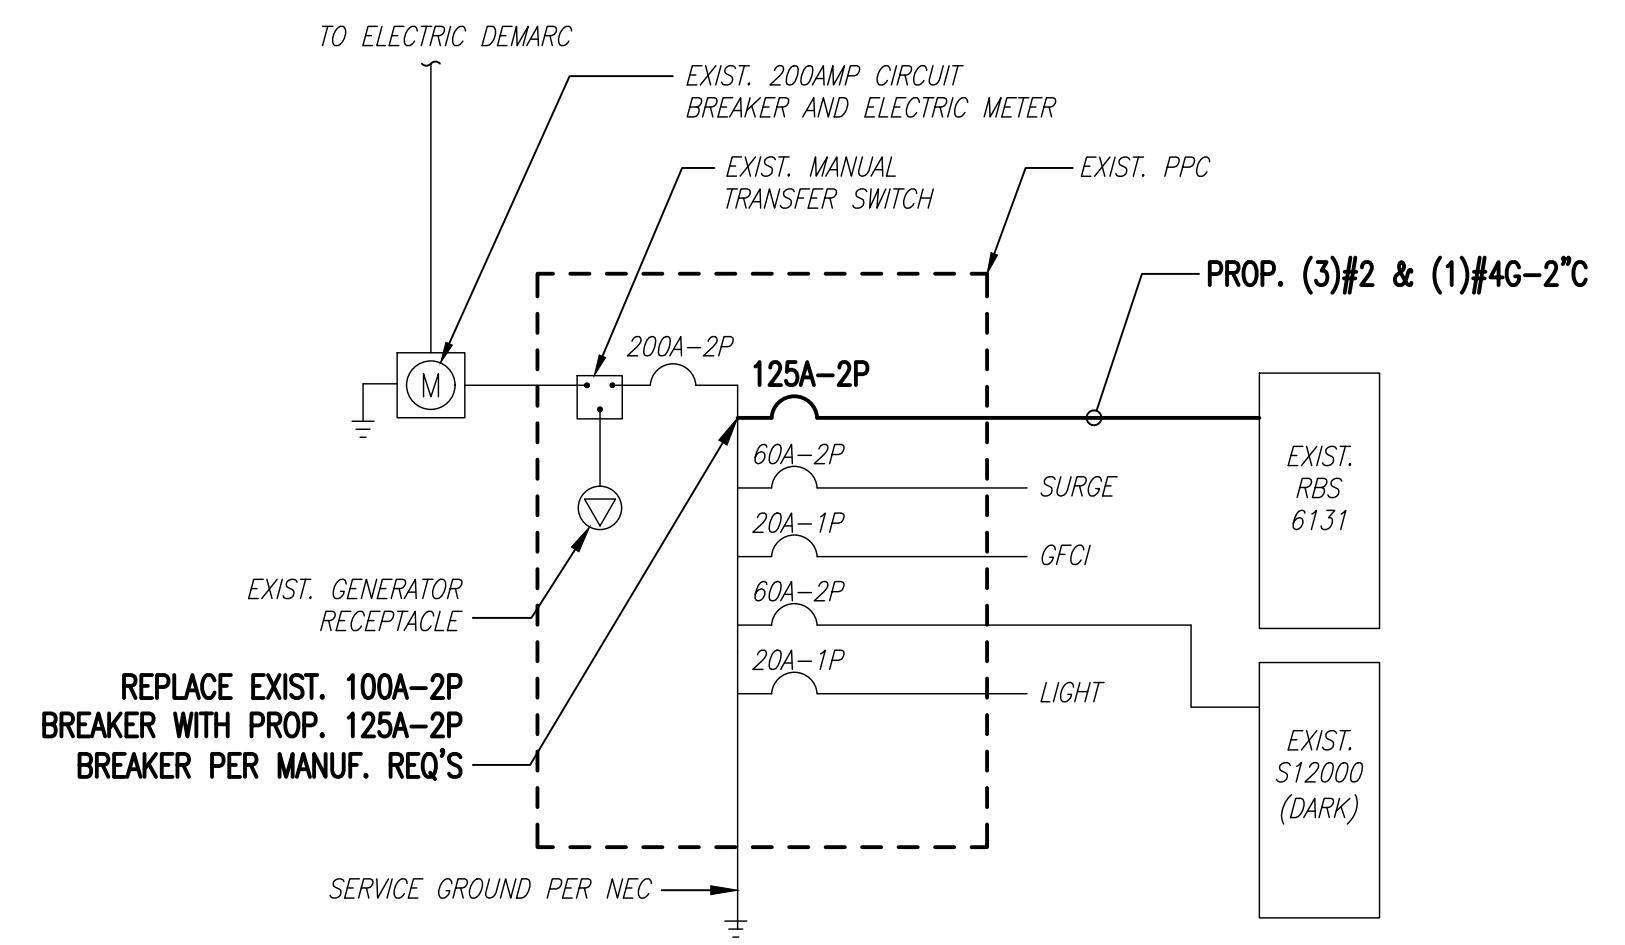 TO ELECTRIC DEMARC
EXIST. 200AMP CIRCUIT
BREAKER AND ELECTRIC METER
EXIST. MANUAL
TRANSFER SWITCH
EXIST. PPC
PROP. (3)#2 & (1)#4G-2"C
200A-2P
125A-2P
M
60A-2P
SURGE
20A-1P
GFCI
60A-2P
20A-1P
LIGHT
EXIST.
RBS
6131
EXIST. GENERATOR
RECEPTACLE
REPLACE EXIST. 100A-2P
BREAKER WITH PROP. 125A-2P
BREAKER PER MANUF. REQ'S
EXIST.
S12000
(DARK)
SERVICE GROUND PER NEC